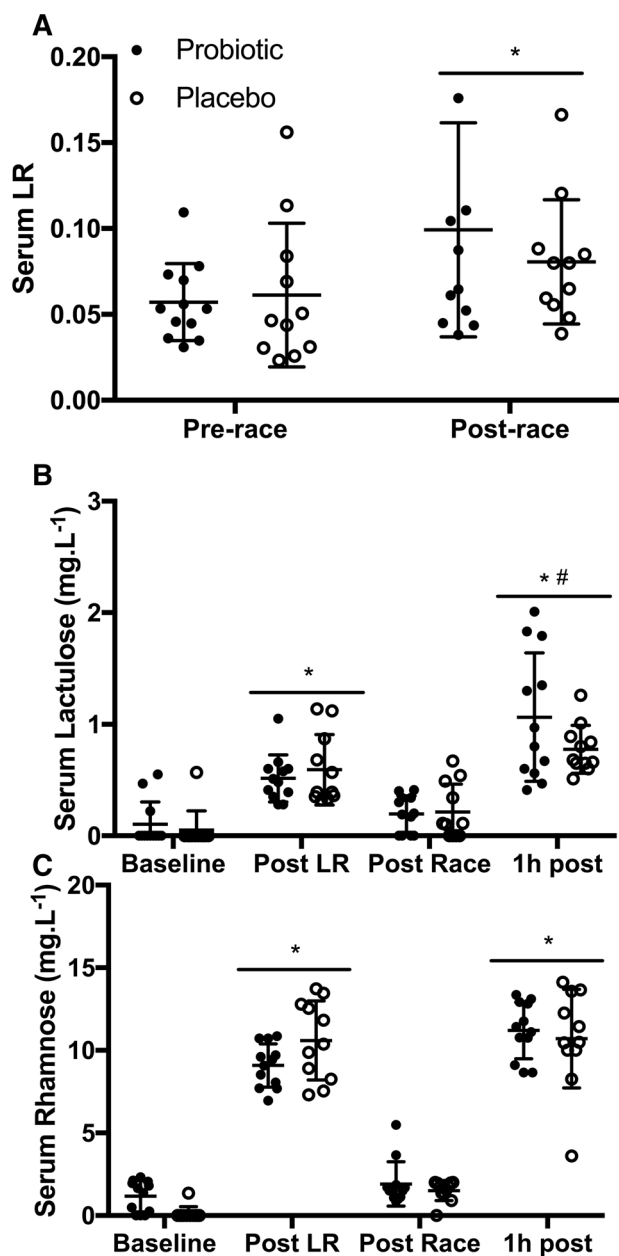 A
Probiotic
Placebo
Serum LR
0.20
0.15
0.10
0.05
0.00
*
Pre-race
Post-race
B
Serum Lactulose (mg.L-1)
3
2
1
0
*
* #
Baseline
Post LR
Post Race
1h post
C
Serum Rhamnose (mg.L-1)
20
15
10
5
0
*
*
Baseline
Post LR
Post Race
1h post